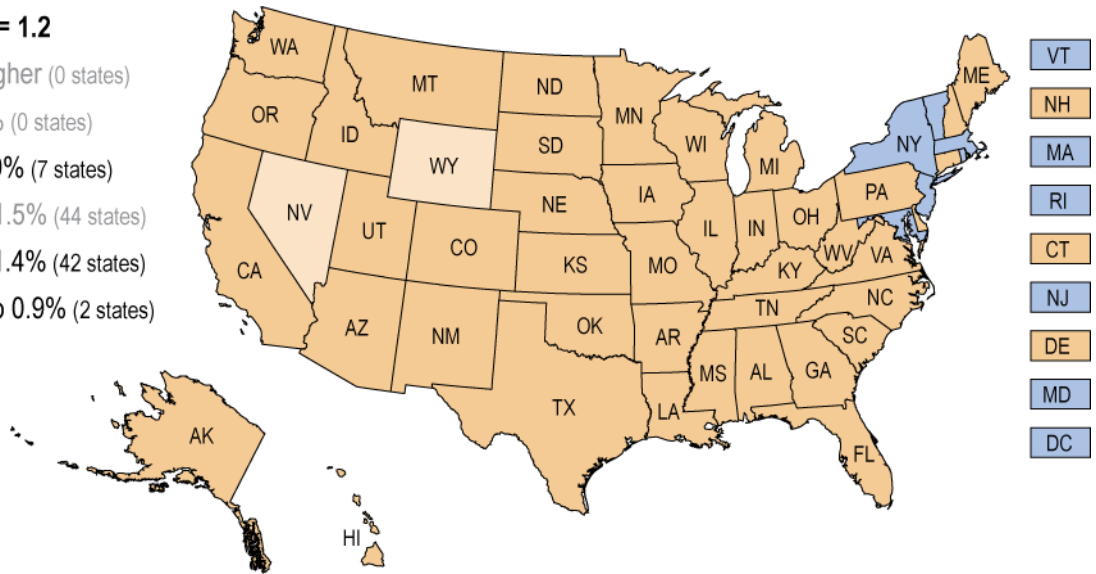 = 1.2
gher (0 states)
% (0 states)
% (7 states)
1.5% (44 states)
1.4% (42 states)
o 0.9% (2 states)
WA
MT
ND
MN
OR
ID
SD
WI
MI
ME
WY
NY
NV
UT
NE
IA
PA
CO
IL
IN
OH
CA
KS
MO
WV
VA
KY
AZ
NM
OK
AR
TN
NC
SC
TX
MS
AL
GA
LA
FL
AK
HI
VT
NH
MA
RI
CT
NJ
DE
MD
DC